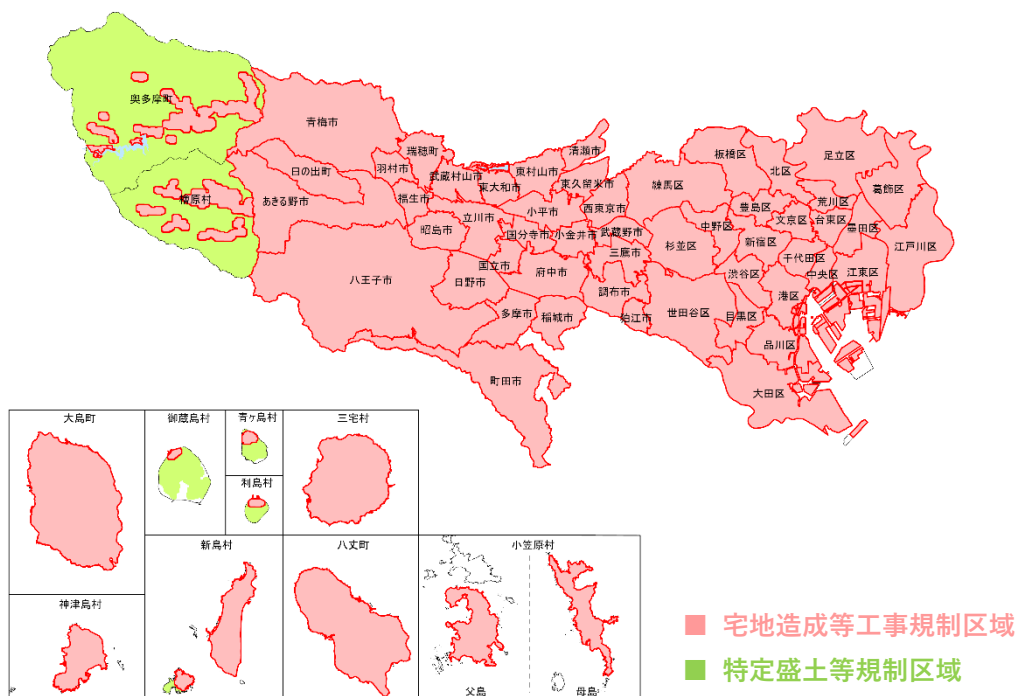 奥多摩町
檜原村
青梅市
日の出町
あきる野市
瑞穂町
羽村市
武蔵村山市
福生市
昭島市
立川市
東大和市
東村山市
清瀬市
東久留米市
小平市
西東京市
国分寺市
小金井市
武蔵野市
三鷹市
国立市
府中市
日野市
八王子市
調布市
狛江市
多摩市
稲城市
町田市
練馬区
板橋区
北区
足立区
葛飾区
豊島区
文京区
荒川区
台東区
墨田区
江戸川区
中野区
杉並区
新宿区
千代田区
中央区
江東区
渋谷区
港区
世田谷区
目黒区
品川区
大田区
大島町
御蔵島村
青ヶ島村
利島村
三宅村
神津島村
新島村
八丈町
小笠原村
父島
母島
宅地造成等工事規制区域
特定盛土等規制区域